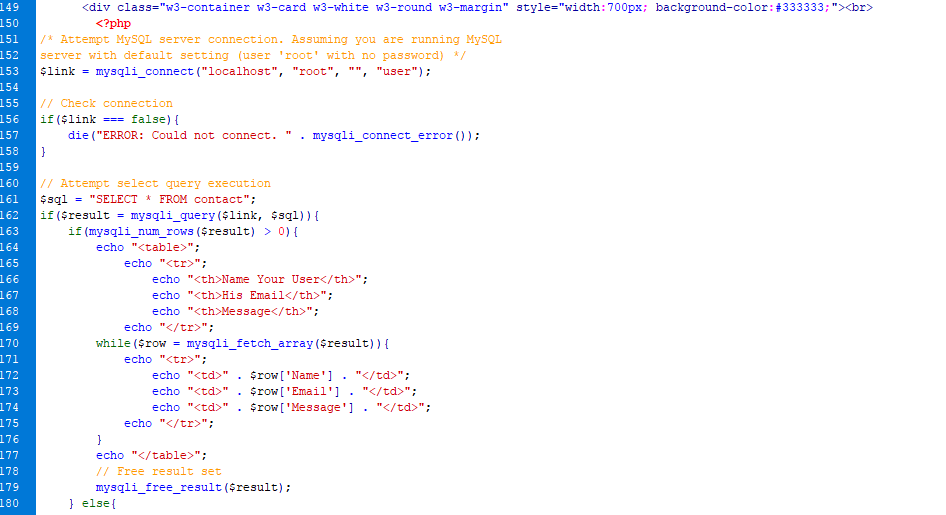 149 <div class="w3-container w3-card w3-white w3-round w3-margin" style="width:700px; background-color:#333333;"><br>
150 <?php
151 /* Attempt MySQL server connection. Assuming you are running MySQL
152 server with default setting (user 'root' with no password) */
153 $link = mysqli_connect("localhost", "root", "", "user");
154
155 // Check connection
156 if($link === false){
157 die("ERROR: Could not connect. " . mysqli_connect_error());
158 }
159
160 // Attempt select query execution
161 $sql = "SELECT * FROM contact";
162 if($result = mysqli_query($link, $sql)){
163 if(mysqli_num_rows($result) > 0){
164 echo "<table>";
165 echo "<tr>";
166 echo "<th>Name Your User</th>";
167 echo "<th>His Email</th>";
168 echo "<th>Message</th>";
169 echo "</tr>";
170 while($row = mysqli_fetch_array($result)){
171 echo "<tr>";
172 echo "<td>" . $row['Name'] . "</td>";
173 echo "<td>" . $row['Email'] . "</td>";
174 echo "<td>" . $row['Message'] . "</td>";
175 echo "</tr>";
176 }
177 echo "</table>";
178 // Free result set
179 mysqli_free_result($result);
180 } else{